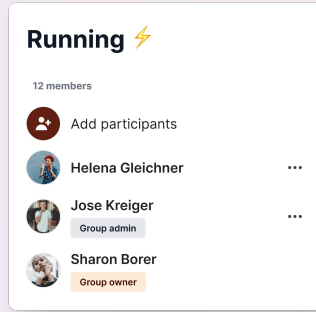 Running ⚡
12 members
Add participants
Helena Gleichner
Jose Kreiger
Group admin
Sharon Borer
Group owner